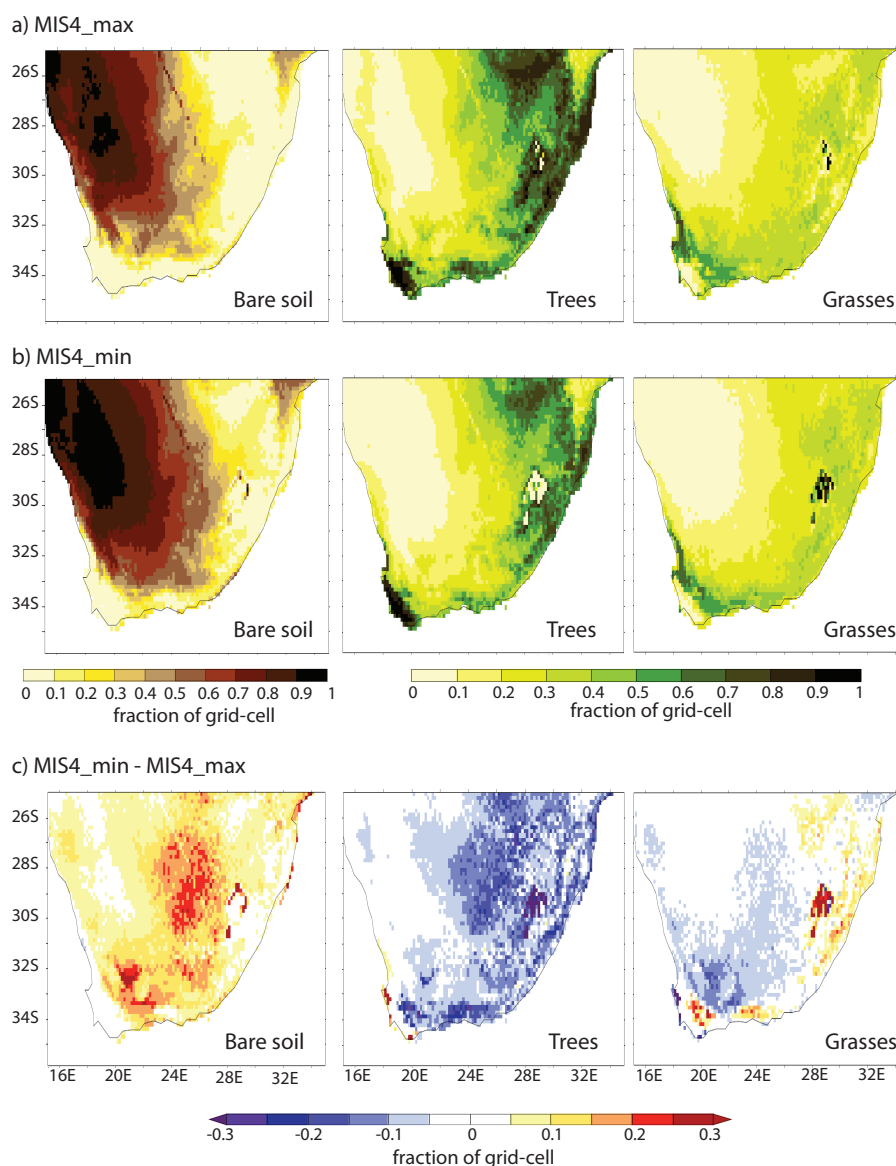 a) MIS4_max
26S
28S
30S
32S
34S
Bare soil
Trees
Grasses
b) MIS4_min
26S
28S
30S
32S
34S
Bare soil
Trees
Grasses
0 0.1 0.2 0.3 0.4 0.5 0.6 0.7 0.8 0.9 1
fraction of grid-cell
0 0.1 0.2 0.3 0.4 0.5 0.6 0.7 0.8 0.9 1
fraction of grid-cell
c) MIS4_min - MIS4_max
26S
28S
30S
32S
34S
Bare soil
Trees
Grasses
16E 20E 24E 28E 32E
16E 20E 24E 28E 32E
16E 20E 24E 28E 32E
-0.3 -0.2 -0.1 0 0.1 0.2 0.3
fraction of grid-cell